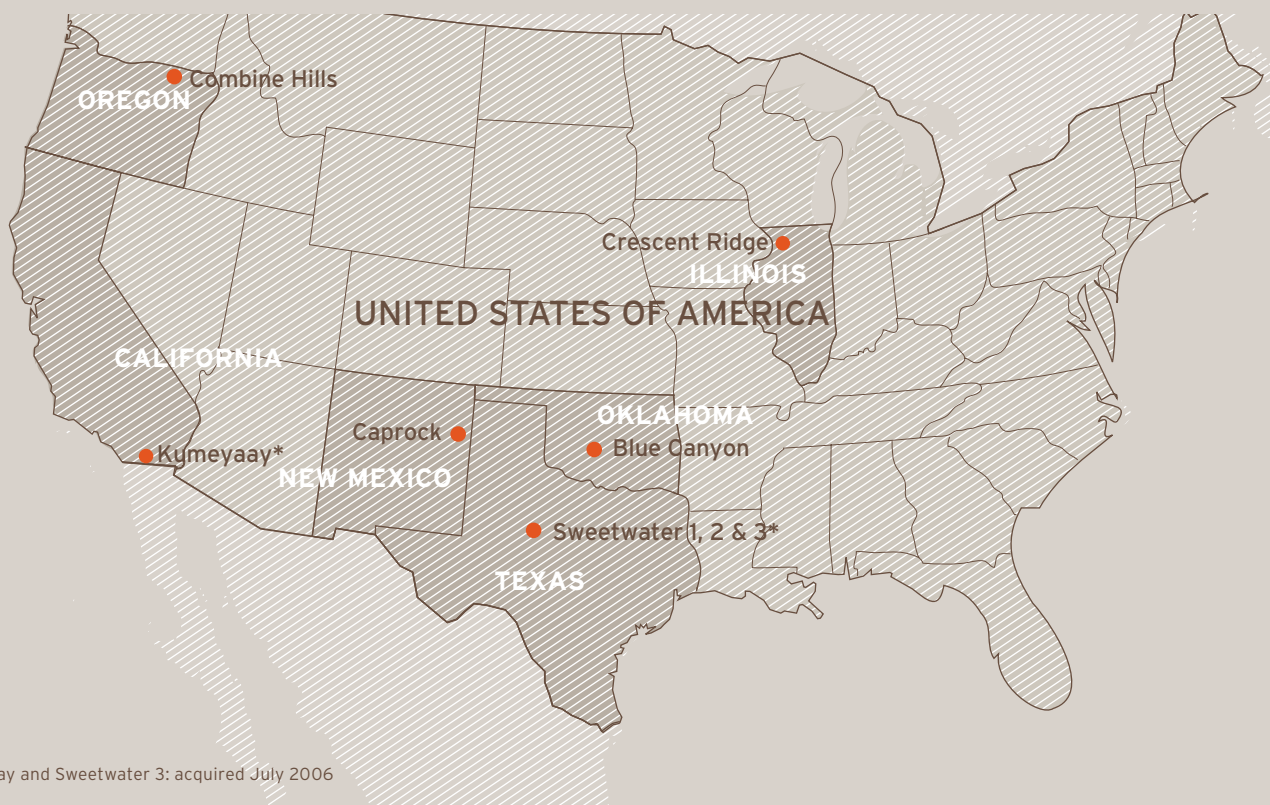 Combine Hills
OREGON
Crescent Ridge
ILLINOIS
UNITED STATES OF AMERICA
CALIFORNIA
OKLAHOMA
Caprock
Blue Canyon
Kumeyaay*
NEW MEXICO
Sweetwater 1, 2 & 3*
TEXAS
and Sweetwater 3: acquired July 2006